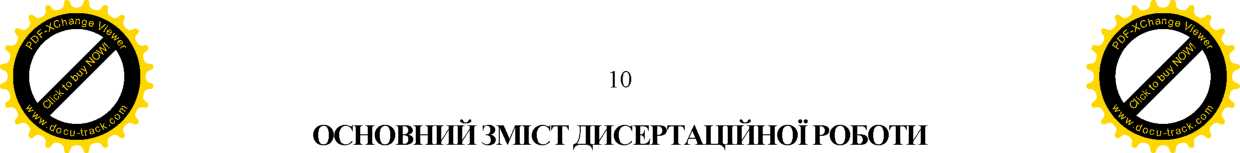 PDF-XChange Viewer
Click to buy NOW!
www.docu-track.com
10
PDF-XChange Viewer
Click to buy NOW!
www.docu-track.com
ОСНОВНИЙ ЗМІСТ ДИСЕРТАЦІЙНОЇ РОБОТИ